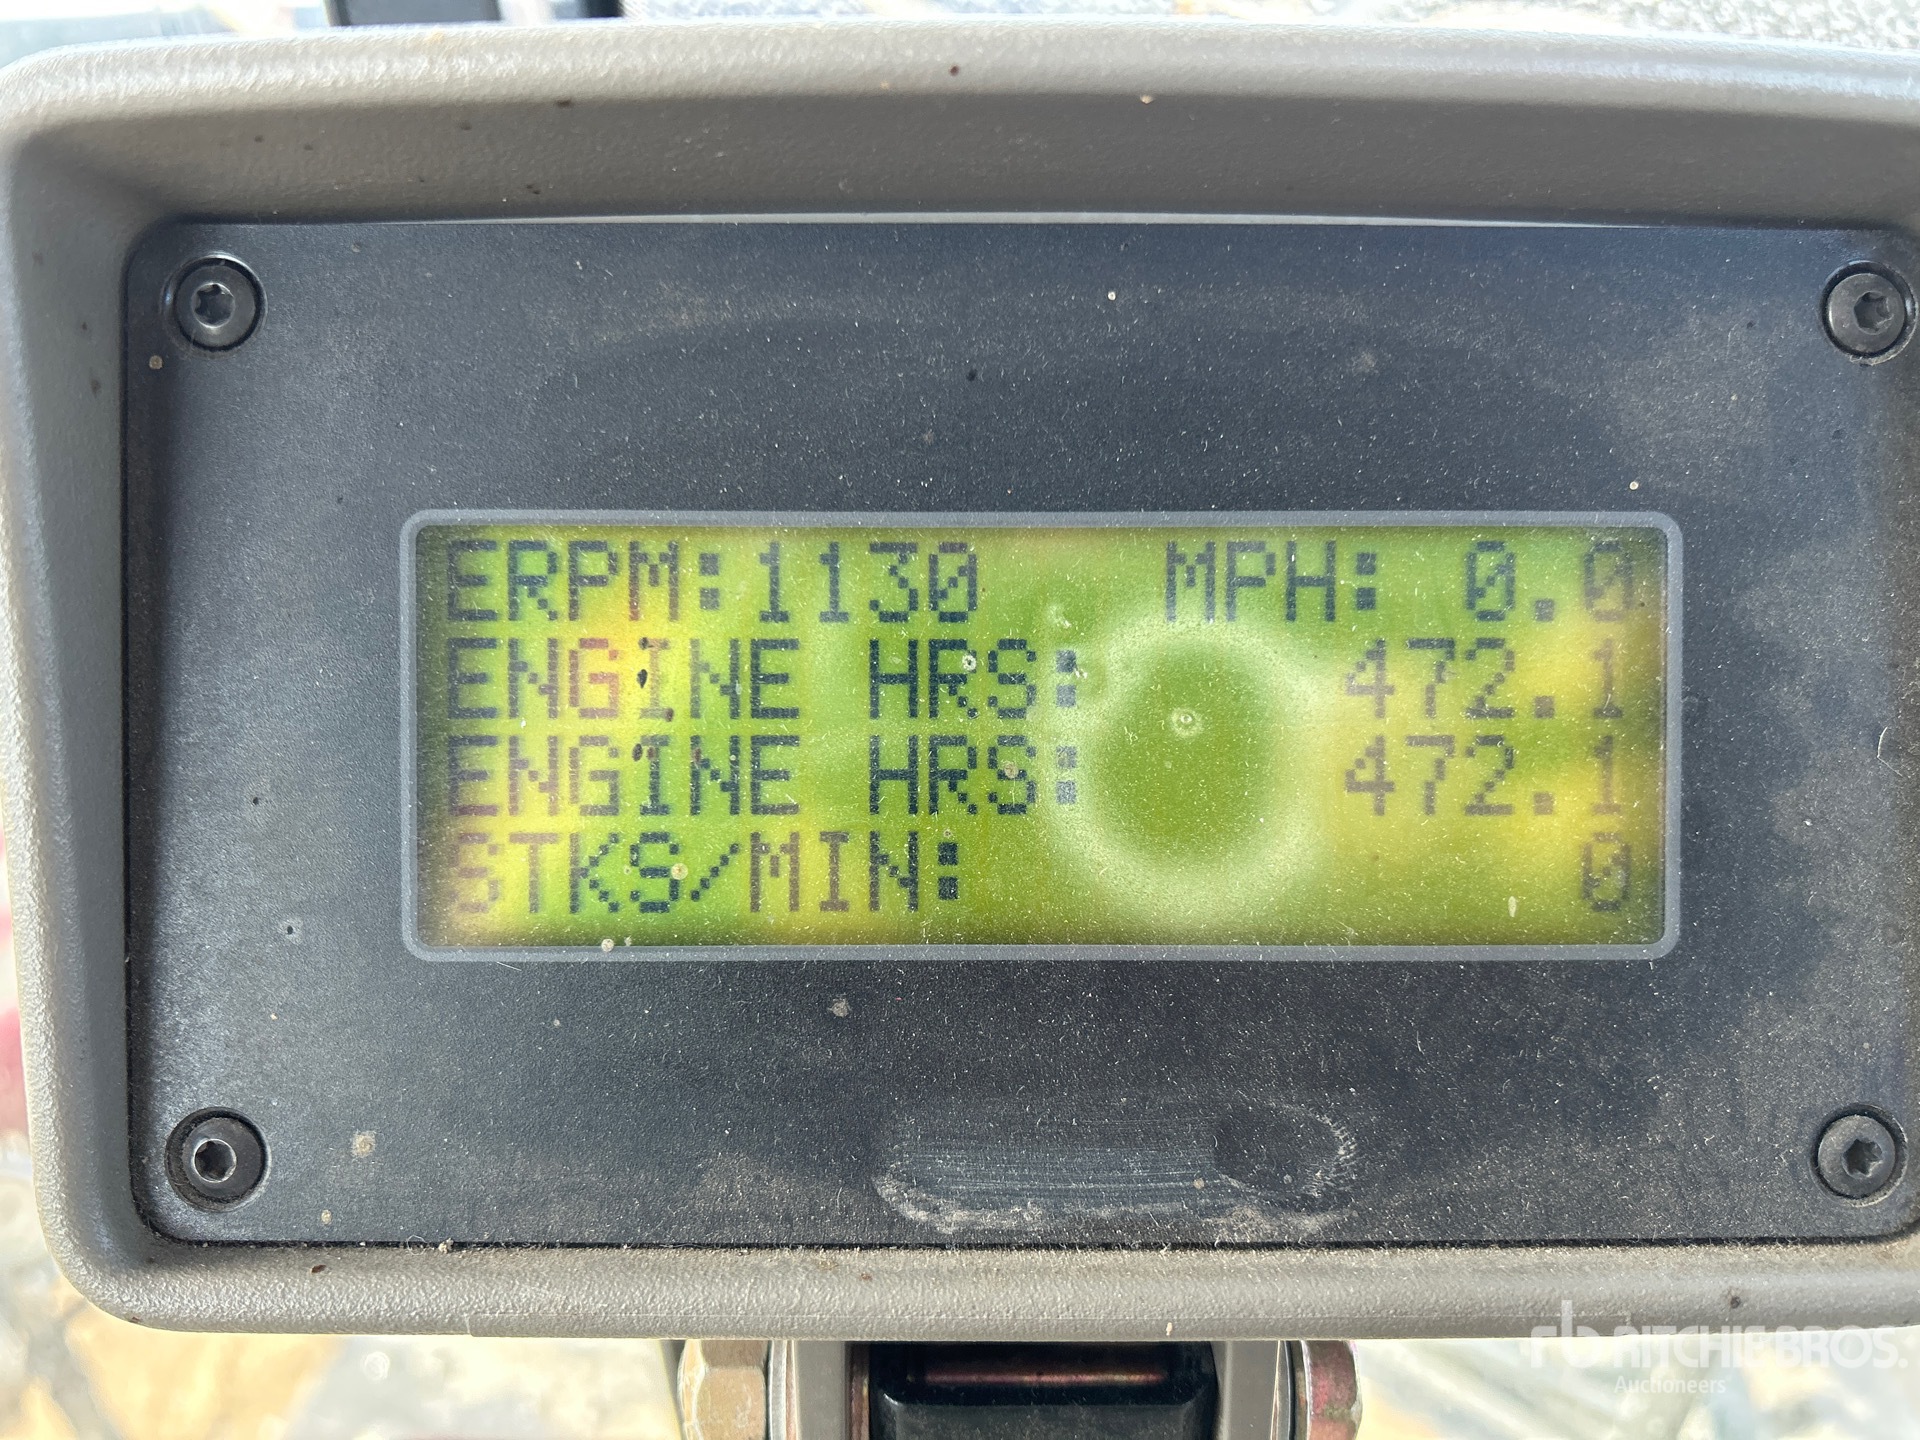 ERPM:1130 MPH: 0.0
ENGINE HRS: 472.1
ENGINE HRS: 472.1
STKS/MIN: 0
rb RITCHIE BROS.
Auctioneers